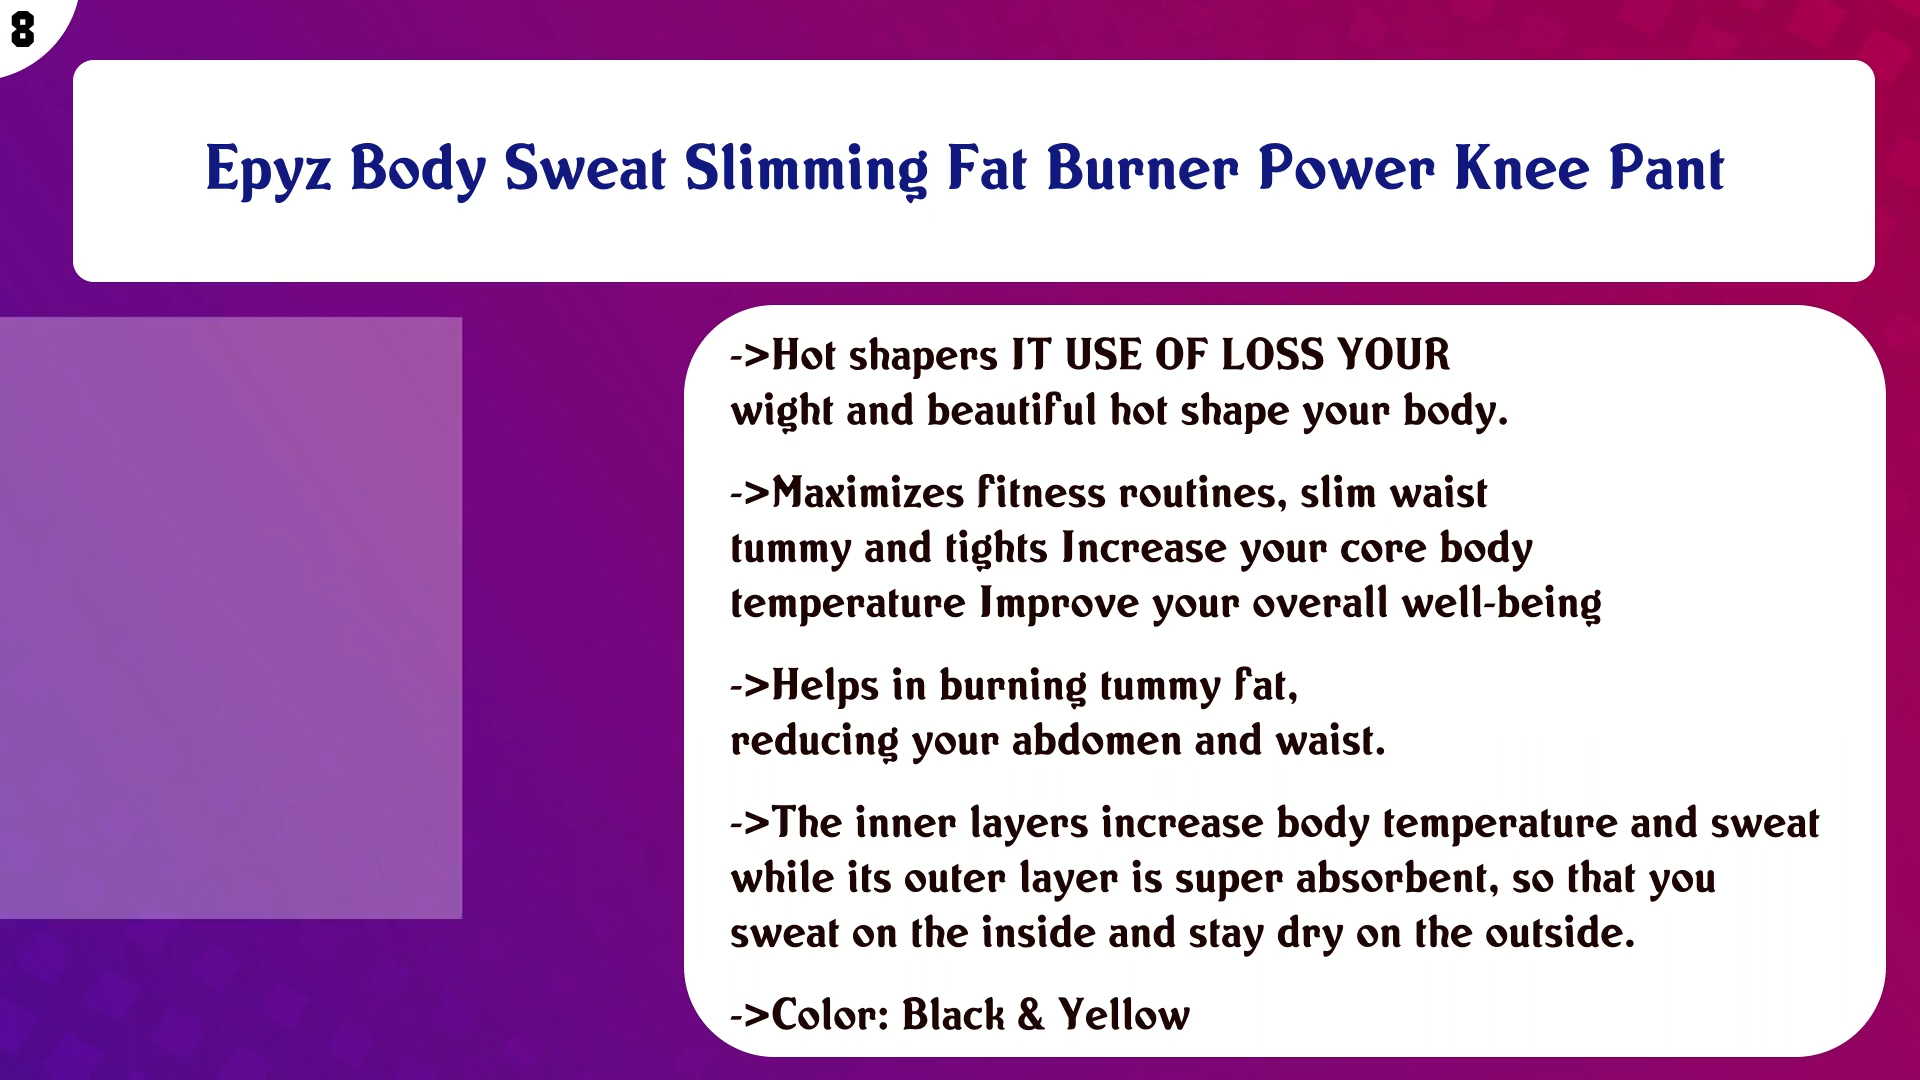 8
Epyz Body Sweat Slimming Fat Burner Power Knee Pant
->Hot shapers IT USE OF LOSS YOUR
wight and beautiful hot shape your body.
->Maximizes fitness routines, slim waist
tummy and tights Increase your core body
temperature Improve your overall well-being
->Helps in burning tummy fat,
reducing your abdomen and waist.
->The inner layers increase body temperature and sweat
while its outer layer is super absorbent, so that you
sweat on the inside and stay dry on the outside.
->Color: Black & Yellow